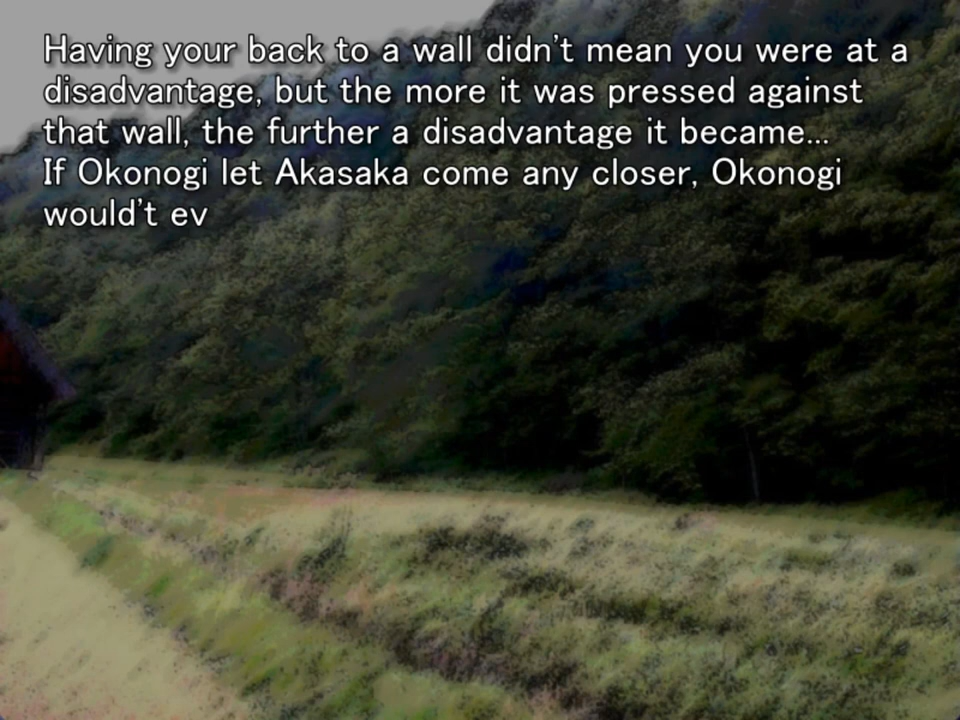 Having your back to a wall didn't mean you were at a
disadvantage, but the more it was pressed against
that wall, the further a disadvantage it became...
If Okonogi let Akasaka come any closer, Okonogi
would't ev